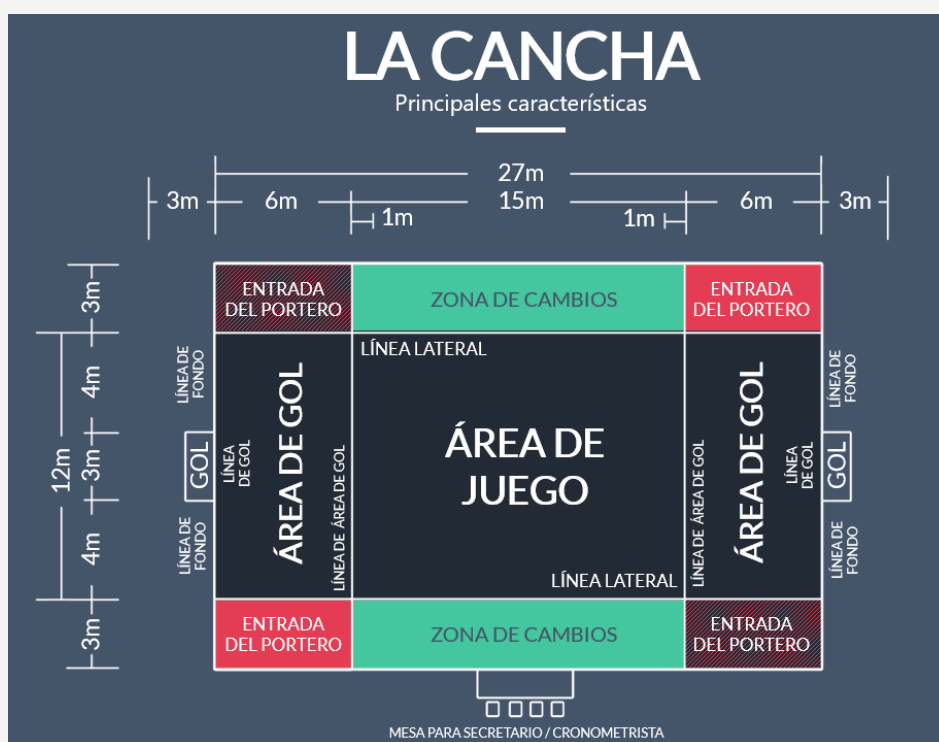 LA CANCHA
Principales características
27m
3m
6m
15m
6m
3m
1m
1m
3m
ENTRADA
DEL PORTERO
ZONA DE CAMBIOS
ENTRADA
DEL PORTERO
LÍNEA LATERAL
12m
4m
3m
4m
LÍNEA DE
FONDO
GOL
LÍNEA DE
FONDO
LÍNEA
DE GOL
ÁREA DE GOL
LÍNEA DE ÁREA DE GOL
ÁREA DE
JUEGO
LÍNEA DE ÁREA DE GOL
ÁREA DE GOL
LÍNEA
DE GOL
LÍNEA DE
FONDO
GOL
LÍNEA DE
FONDO
LÍNEA LATERAL
3m
ENTRADA
DEL PORTERO
ZONA DE CAMBIOS
ENTRADA
DEL PORTERO
MESA PARA SECRETARIO / CRONOMETRISTA